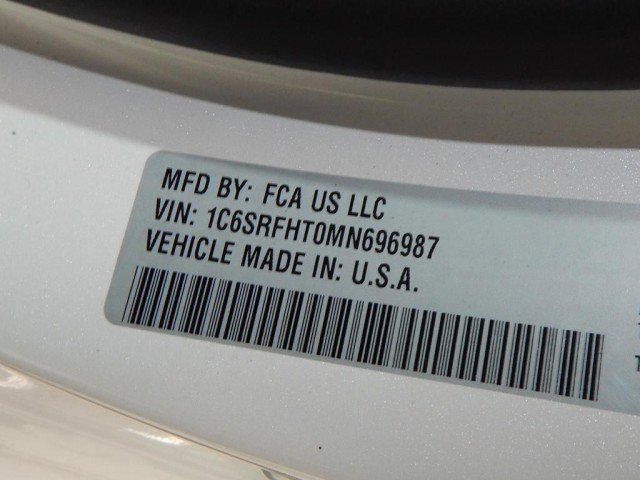 MFD BY: FCA US LLC
VIN: 1C6SRFHT0MN696987
VEHICLE MADE IN: U.S.A.